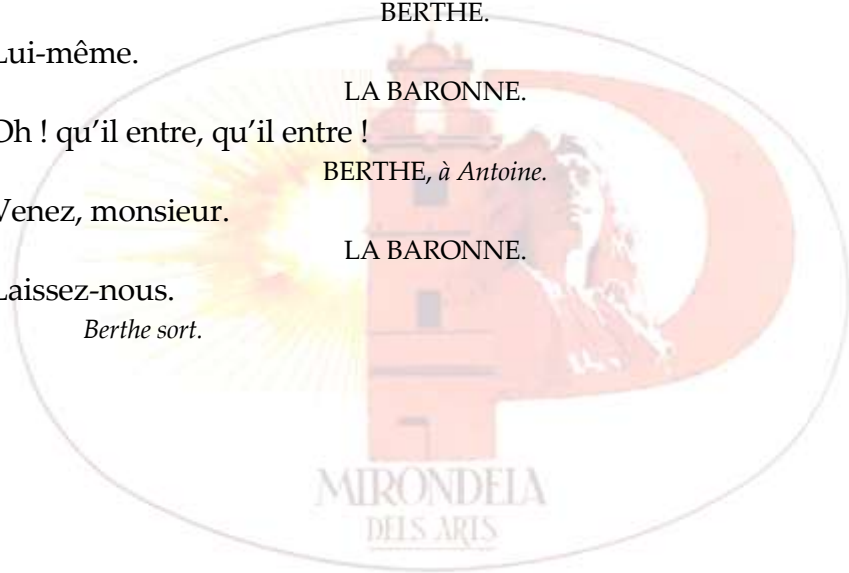 BERTHE.
Lui-même.
LA BARONNE.
Oh ! qu’il entre, qu’il entre !
BERTHE, à Antoine.
Venez, monsieur.
LA BARONNE.
Laissez-nous.
Berthe sort.
MIRONDELA
DELS ARTS